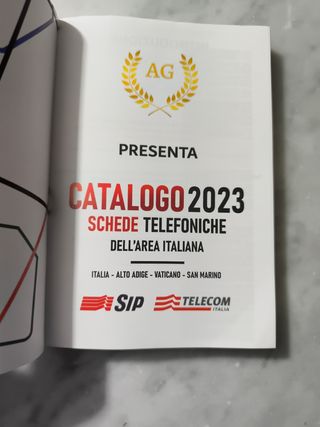 AG
PRESENTA
CATALOGO 2023
SCHEDE TELEFONICHE
DELL'AREA ITALIANA
ITALIA - ALTO ADIGE - VATICANO - SAN MARINO
SIP TELECOM
ITALIA